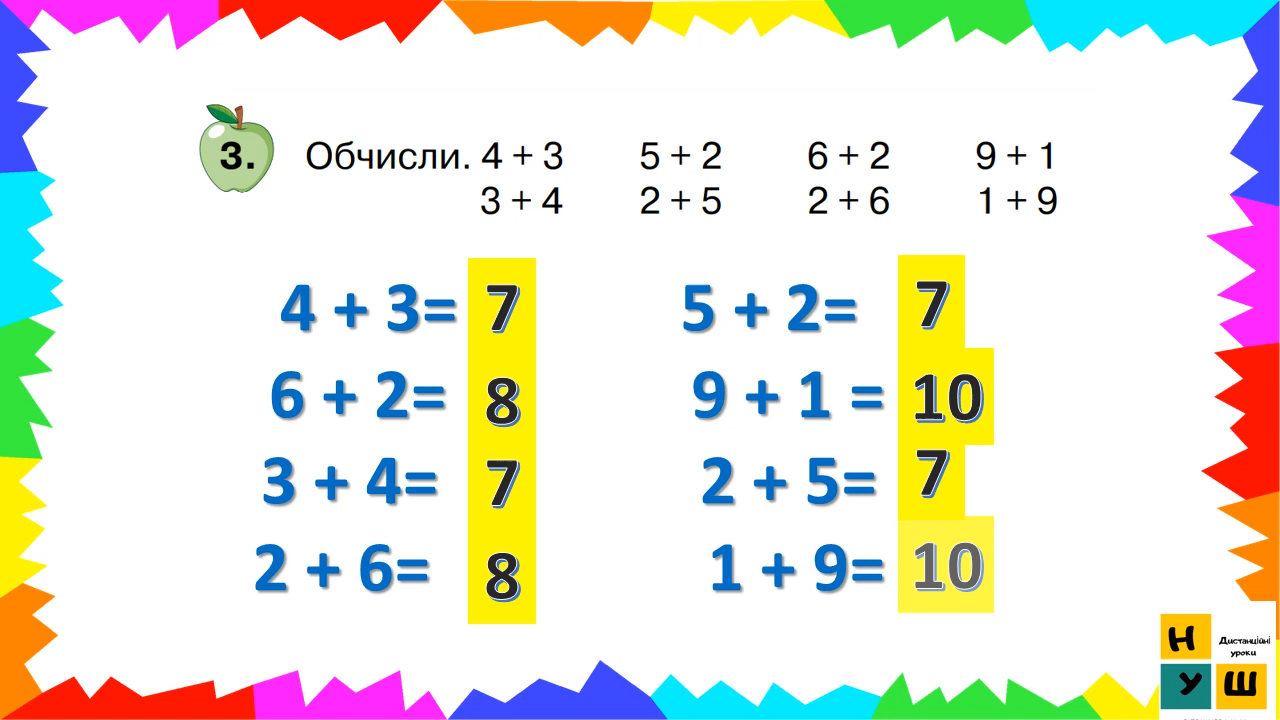 3. Обчисли. 4 + 3 5 + 2 6 + 2 9 + 1
3 + 4 2 + 5 2 + 6 1 + 9
4 + 3= 7 5 + 2= 7
6 + 2= 8 9 + 1 = 10
3 + 4= 7 2 + 5= 7
2 + 6= 8 1 + 9= 10
Н Дистанційні
уроки
У Ш